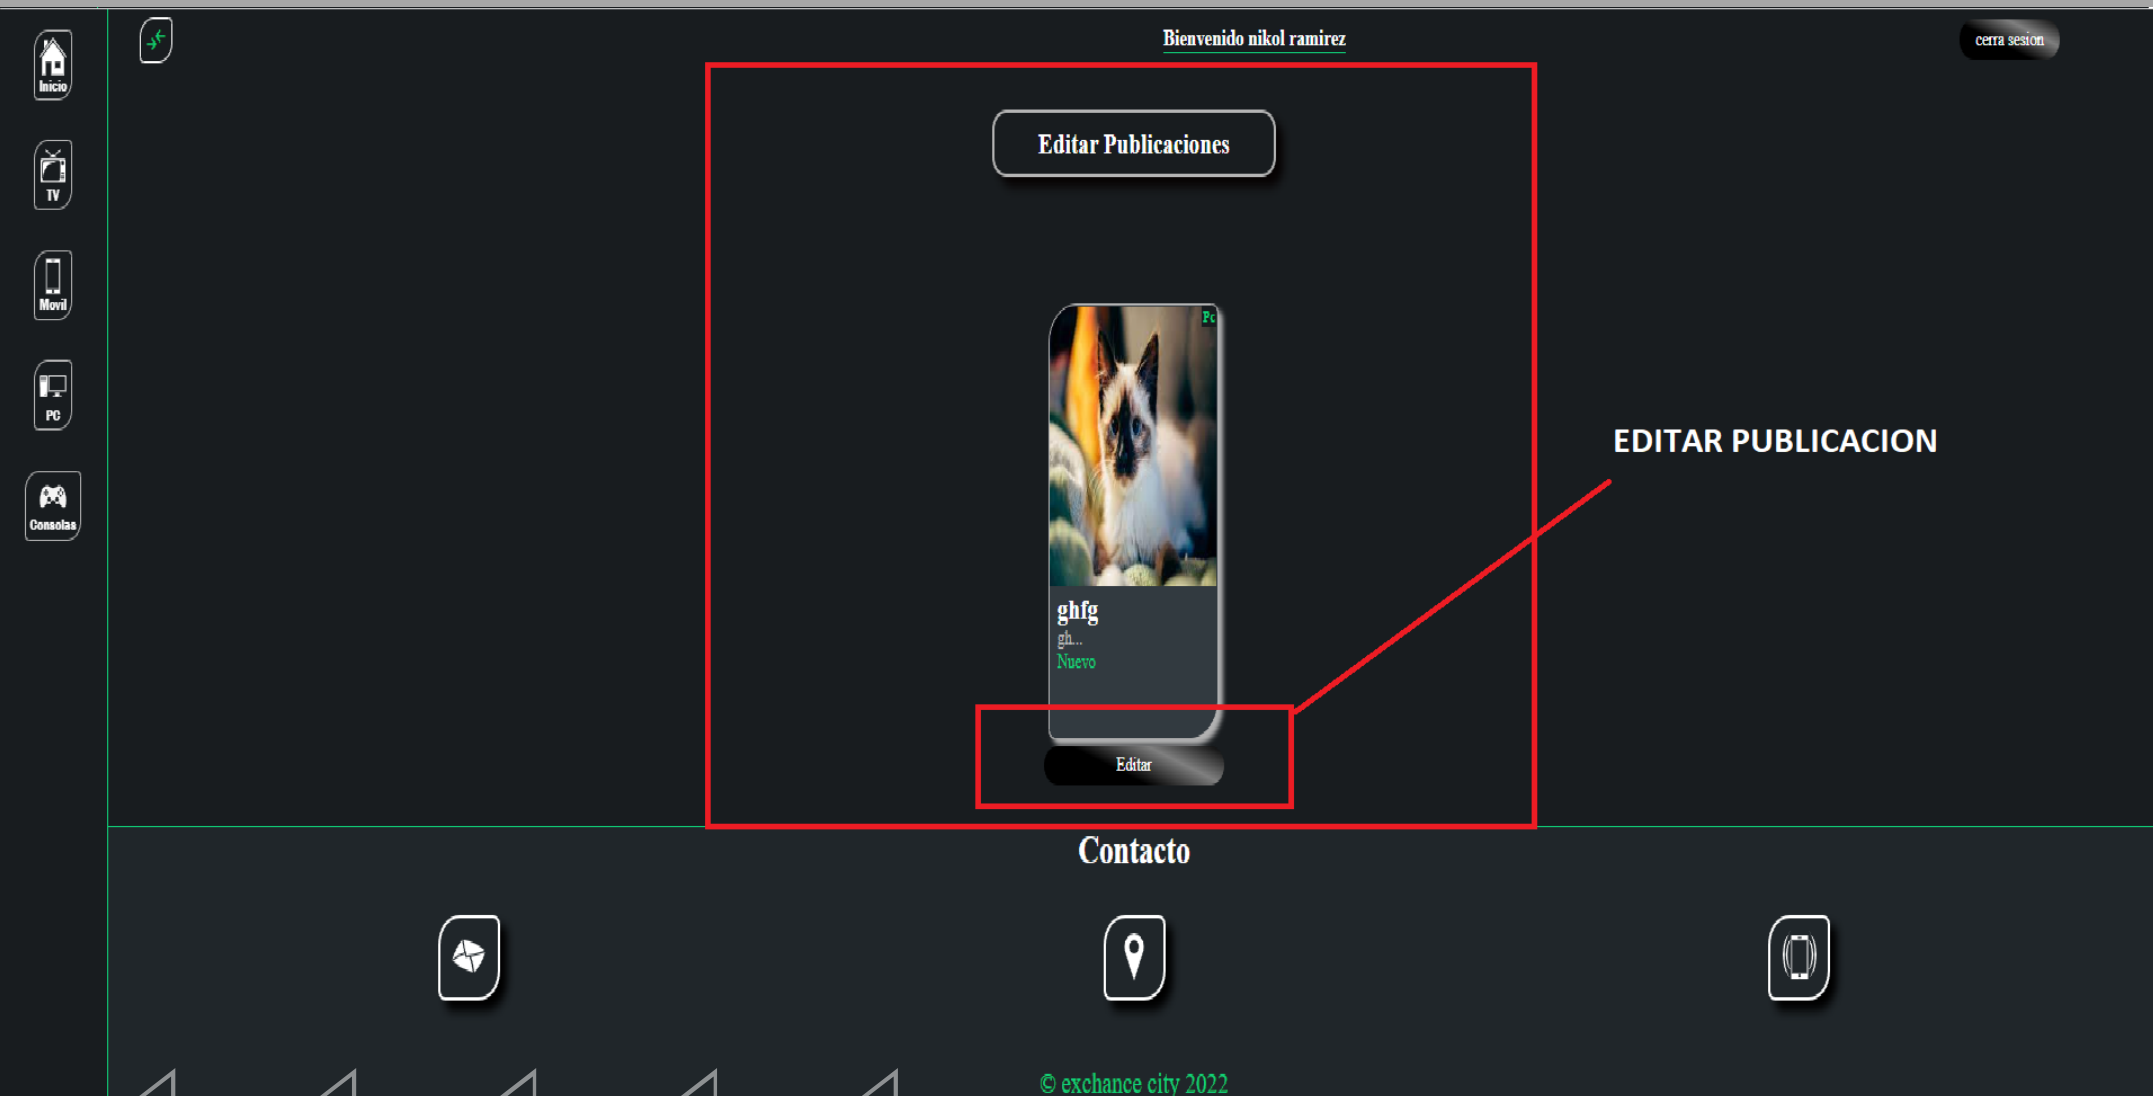 Bienvenido nikol ramirez
cerra sesion
Inicio
TV
Movil
PC
Consolas
Editar Publicaciones
Pc
ghfg
gh...
Nuevo
Editar
EDITAR PUBLICACION
Contacto
© exchance city 2022